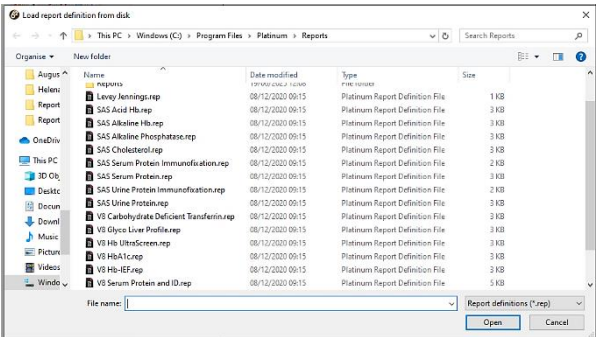 Load report definition from disk
This PC > Windows (C:) > Program Files > Platinum > Reports
Search Reports
Organise
New folder
Name Date modified Type Size
Reports File folder
Levey Jennings.rep 08/12/2020 09:15 Platinum Report Definition File 1 KB
SAS Acid Hb.rep 08/12/2020 09:15 Platinum Report Definition File 3 KB
SAS Alkaline Hb.rep 08/12/2020 09:15 Platinum Report Definition File 3 KB
SAS Alkaline Phosphatase.rep 08/12/2020 09:15 Platinum Report Definition File 3 KB
SAS Cholesterol.rep 08/12/2020 09:15 Platinum Report Definition File 3 KB
SAS Serum Protein Immunofixation.rep 08/12/2020 09:15 Platinum Report Definition File 2 KB
SAS Serum Protein.rep 08/12/2020 09:15 Platinum Report Definition File 3 KB
SAS Urine Protein Immunofixation.rep 08/12/2020 09:15 Platinum Report Definition File 2 KB
SAS Urine Protein.rep 08/12/2020 09:15 Platinum Report Definition File 3 KB
V8 Carbohydrate Deficient Transferrin.rep 08/12/2020 09:15 Platinum Report Definition File 3 KB
V8 Glyco Liver Profile.rep 08/12/2020 09:15 Platinum Report Definition File 3 KB
V8 Hb UltraScreen.rep 08/12/2020 09:15 Platinum Report Definition File 3 KB
V8 HbA1c.rep 08/12/2020 09:15 Platinum Report Definition File 3 KB
V8 Hb-IEF.rep 08/12/2020 09:15 Platinum Report Definition File 3 KB
V8 Serum Protein and ID.rep 08/12/2020 09:15 Platinum Report Definition File 5 KB
Augus
Helena
Report
Report
OneDriv
This PC
3D Obj
Deskto
Docum
Downl
Music
Picture
Videos
Windo
File name:
Report definitions (*.rep)
Open
Cancel